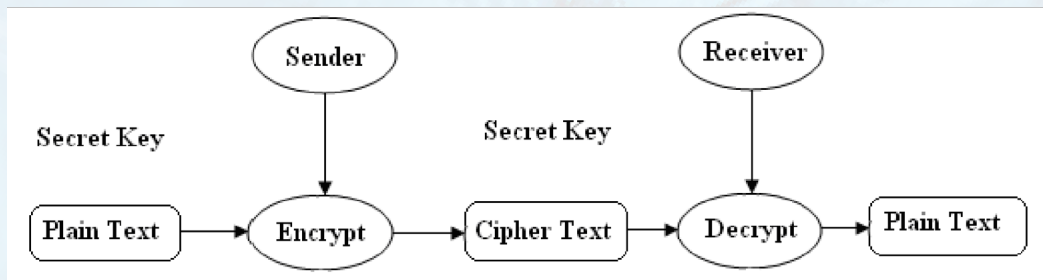 Sender
Receiver
Secret Key
Secret Key
Plain Text
Encrypt
Cipher Text
Decrypt
Plain Text